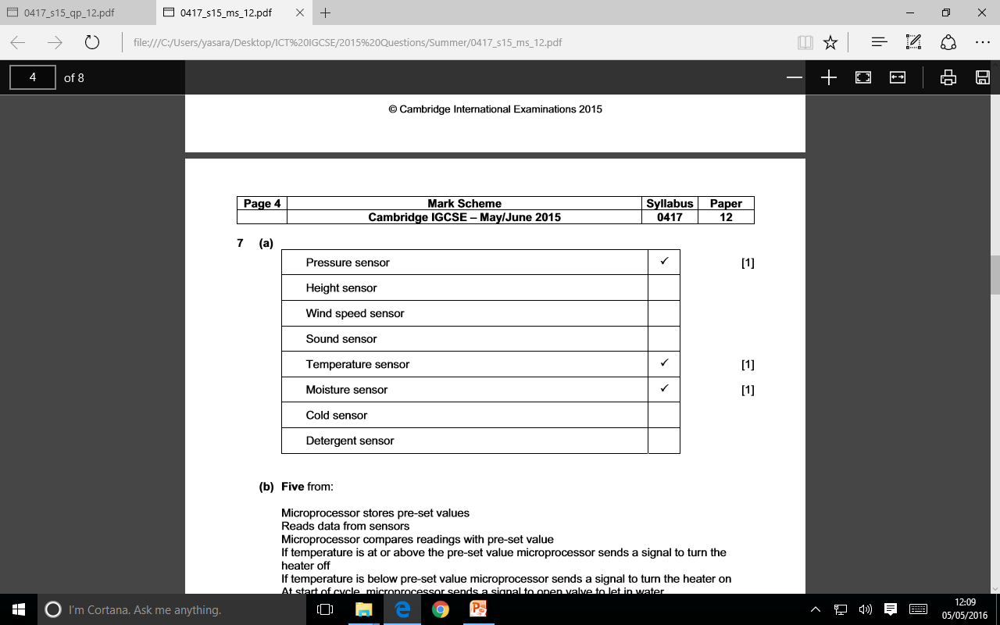 0417_s15_qp_12.pdf
0417_s15_ms_12.pdf
file:///C:/Users/yasara/Desktop/ICT%20IGCSE/2015%20Questions/Summer/0417_s15_ms_12.pdf
4 of 8
© Cambridge International Examinations 2015
Page 4 Mark Scheme Syllabus Paper
Cambridge IGCSE – May/June 2015 0417 12
7 (a)
Pressure sensor ✓ [1]
Height sensor
Wind speed sensor
Sound sensor
Temperature sensor ✓ [1]
Moisture sensor ✓ [1]
Cold sensor
Detergent sensor
(b) Five from:
Microprocessor stores pre-set values
Reads data from sensors
Microprocessor compares readings with pre-set value
If temperature is at or above the pre-set value microprocessor sends a signal to turn the
heater off
If temperature is below pre-set value microprocessor sends a signal to turn the heater on
At start of cycle, microprocessor sends a signal to open valve to let in water
I'm Cortana. Ask me anything.
12:09
05/05/2016